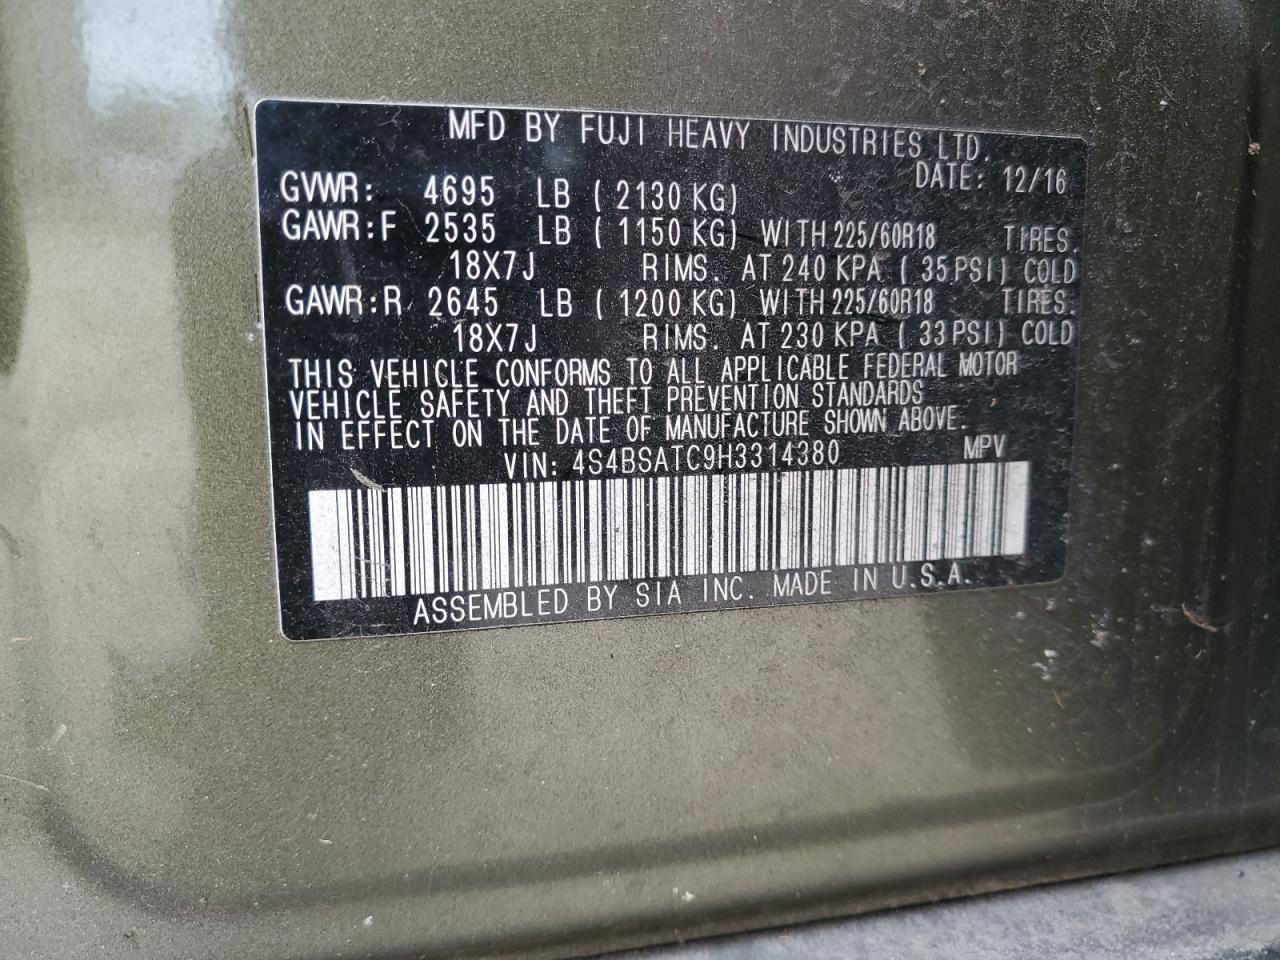 MFD BY FUJI HEAVY INDUSTRIES LTD.
DATE: 12/16
GVWR: 4695 LB ( 2130 KG)
GAWR:F 2535 LB ( 1150 KG) WITH 225/60R18 TIRES.
18X7J RIMS. AT 240 KPA ( 35 PSI) COLD
GAWR:R 2645 LB ( 1200 KG) WITH 225/60R18 TIRES.
18X7J RIMS. AT 230 KPA ( 33 PSI) COLD
THIS VEHICLE CONFORMS TO ALL APPLICABLE FEDERAL MOTOR
VEHICLE SAFETY AND THEFT PREVENTION STANDARDS
IN EFFECT ON THE DATE OF MANUFACTURE SHOWN ABOVE.
VIN: 4S4BSATC9H3314380 MPV
ASSEMBLED BY SIA INC. MADE IN U.S.A.